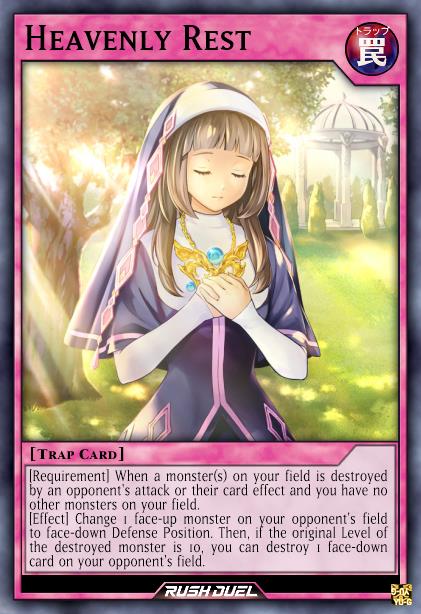 Heavenly Rest
トラップ
罠
[Trap Card]
[Requirement] When a monster(s) on your field is destroyed
by an opponent's attack or their card effect and you have no
other monsters on your field.
[Effect] Change 1 face-up monster on your opponent's field
to face-down Defense Position. Then, if the original Level of
the destroyed monster is 10, you can destroy 1 face-down
card on your opponent's field.
RUSH DUEL